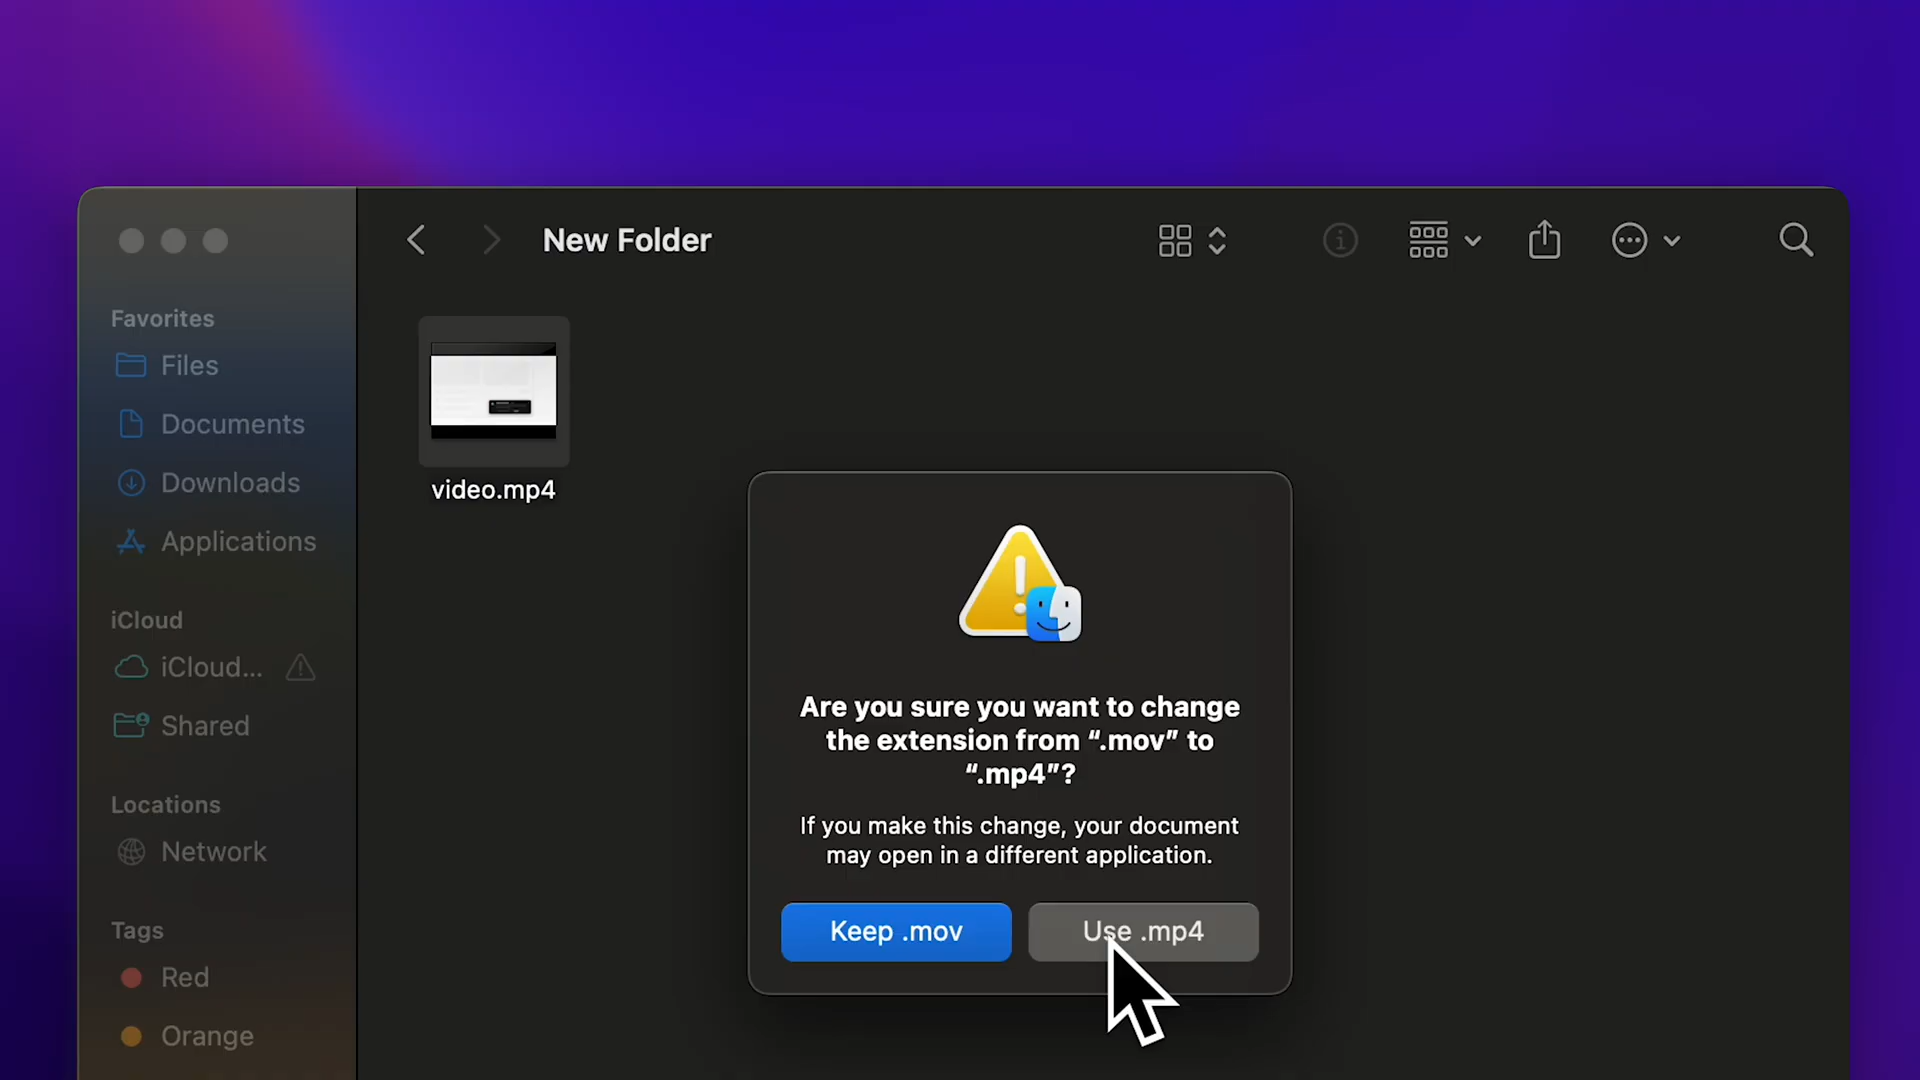 New Folder
Favorites
Files
Documents
Downloads
Applications
iCloud
iCloud...
Shared
Locations
Network
Tags
Red
Orange
video.mp4
Are you sure you want to change
the extension from “.mov” to
“.mp4”?
If you make this change, your document
may open in a different application.
Keep .mov
Use .mp4